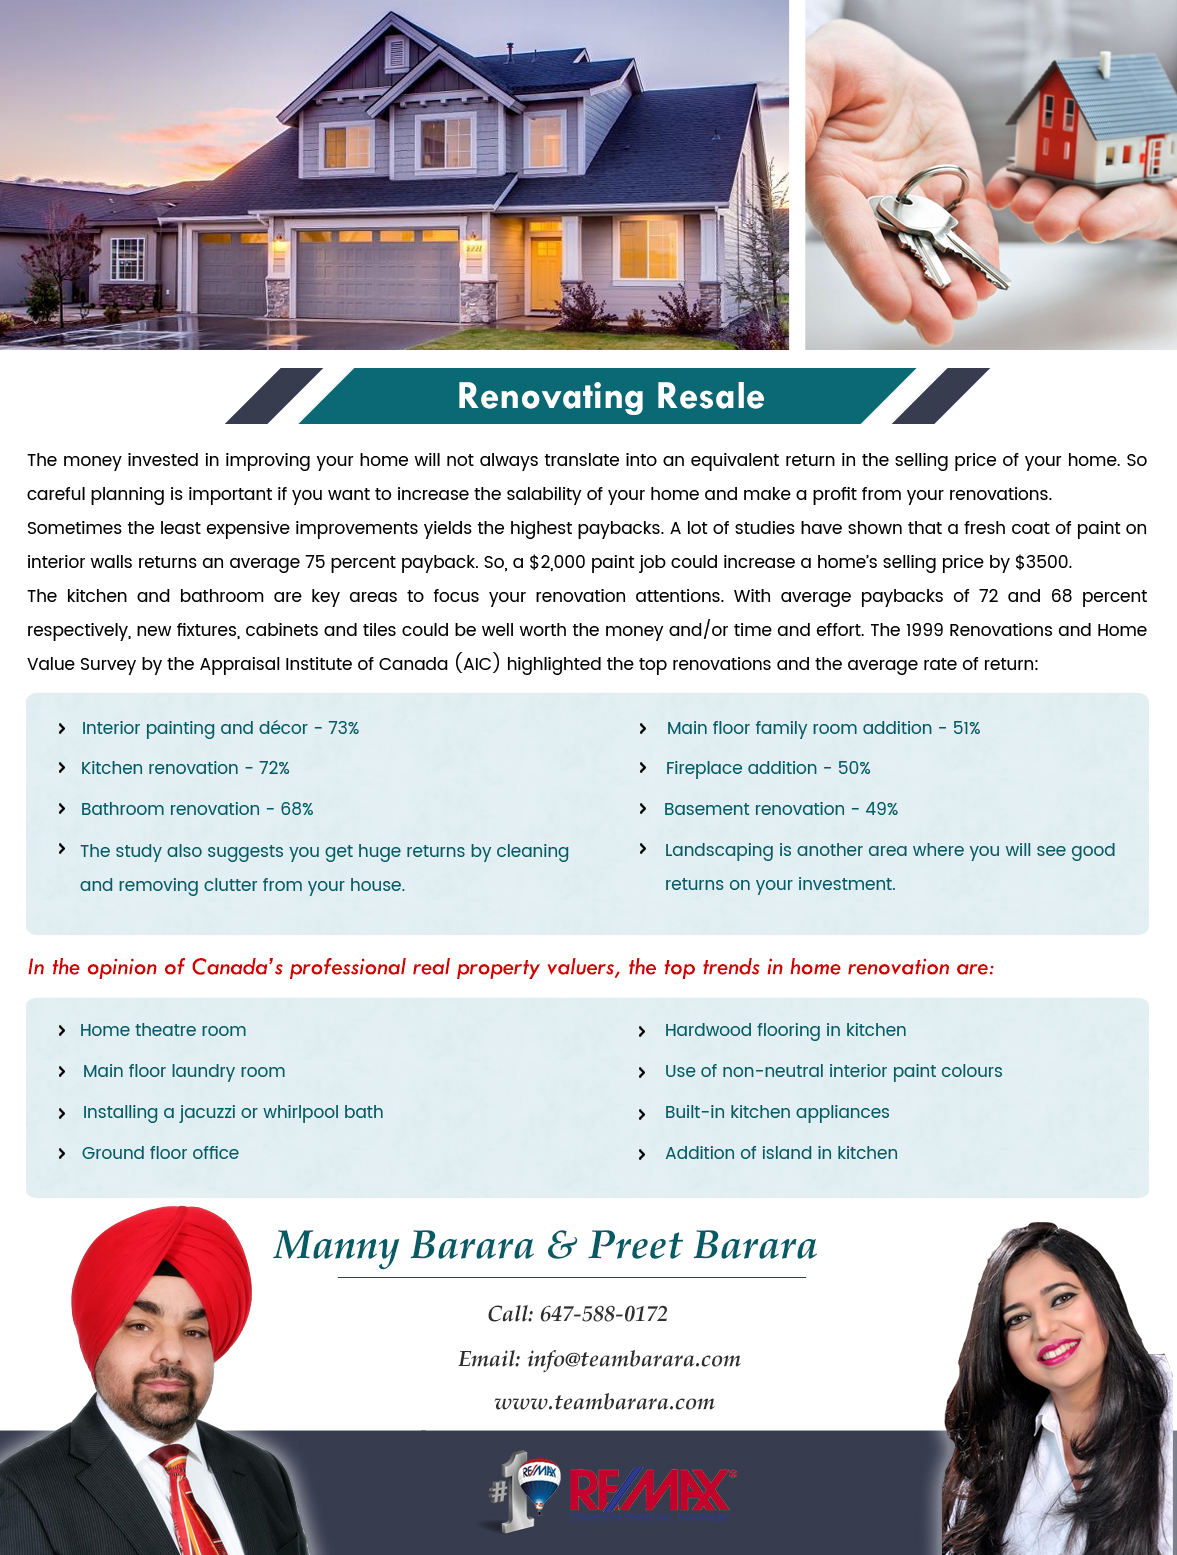 Renovating Resale
The money invested in improving your home will not always translate into an equivalent return in the selling price of your home. So
careful planning is important if you want to increase the salability of your home and make a profit from your renovations.
Sometimes the least expensive improvements yields the highest paybacks. A lot of studies have shown that a fresh coat of paint on
interior walls returns an average 75 percent payback. So, a $2,000 paint job could increase a home's selling price by $3500.
The kitchen and bathroom are key areas to focus your renovation attentions. With average paybacks of 72 and 68 percent
respectively, new fixtures, cabinets and tiles could be well worth the money and/or time and effort. The 1999 Renovations and Home
Value Survey by the Appraisal Institute of Canada (AIC) highlighted the top renovations and the average rate of return:
Interior painting and décor - 73%
Kitchen renovation - 72%
Bathroom renovation - 68%
The study also suggests you get huge returns by cleaning
and removing clutter from your house.
Main floor family room addition - 51%
Fireplace addition - 50%
Basement renovation - 49%
Landscaping is another area where you will see good
returns on your investment.
In the opinion of Canada's professional real property valuers, the top trends in home renovation are:
Home theatre room
Main floor laundry room
Installing a jacuzzi or whirlpool bath
Ground floor office
Hardwood flooring in kitchen
Use of non-neutral interior paint colours
Built-in kitchen appliances
Addition of island in kitchen
Manny Barara & Preet Barara
Call: 647-588-0172
Email: info@teambarara.com
www.teambarara.com
#1 RE/MAX
RE/MAX®